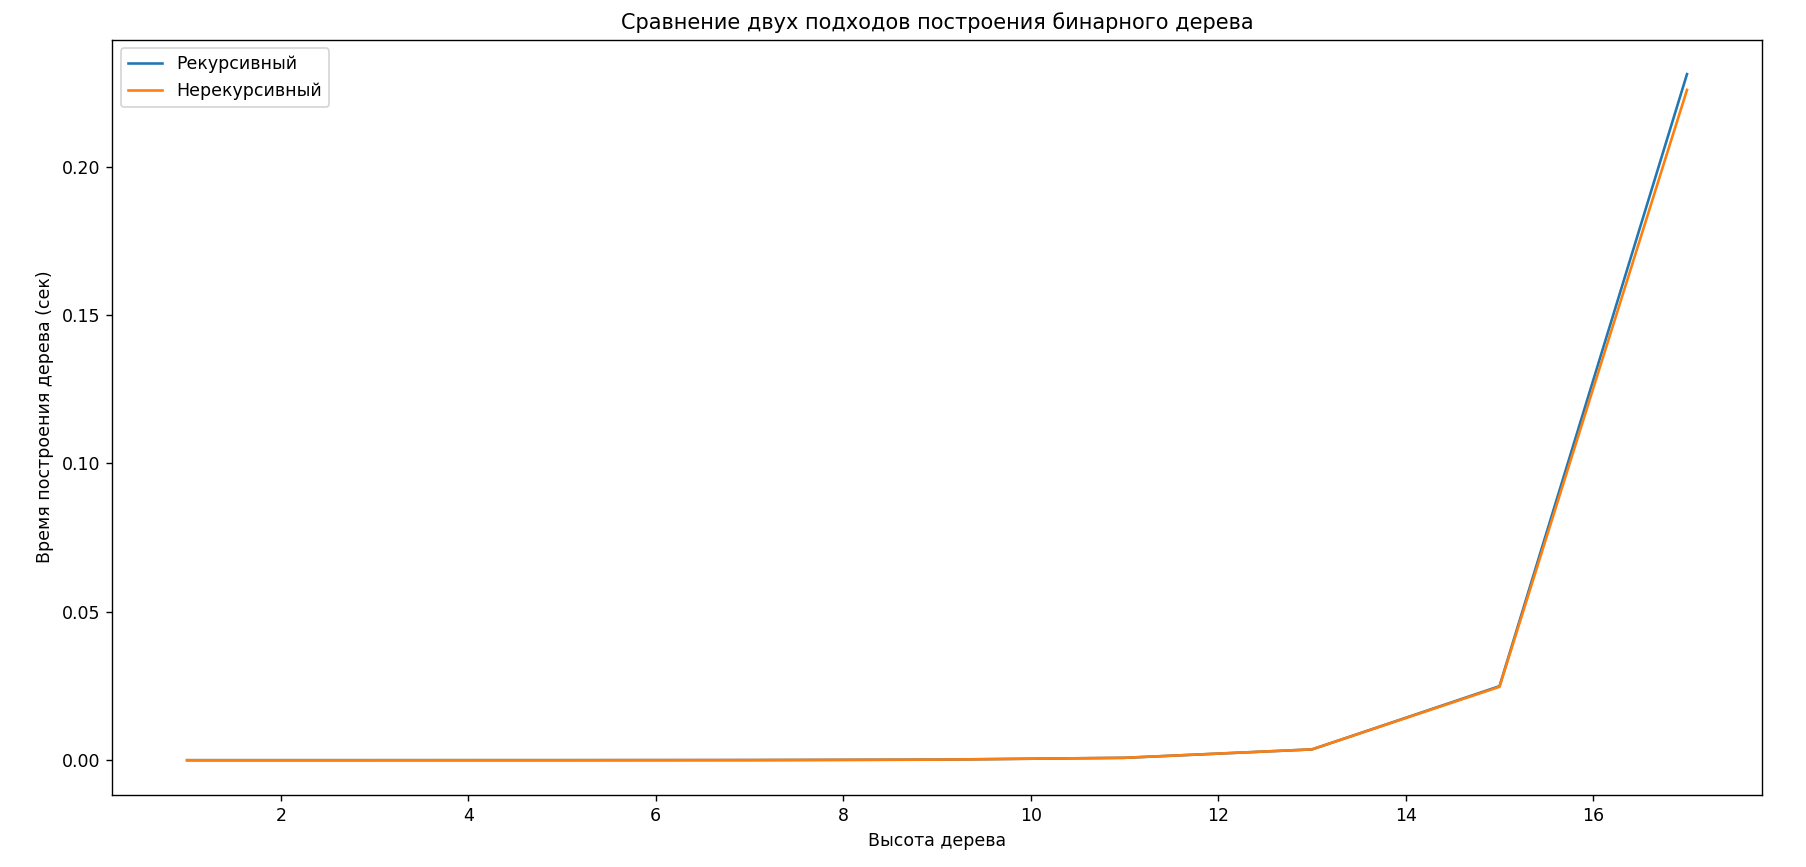 Сравнение двух подходов построения бинарного дерева
Рекурсивный
Нерекурсивный
Время построения дерева (сек)
0.20
0.15
0.10
0.05
0.00
2 4 6 8 10 12 14 16
Высота дерева